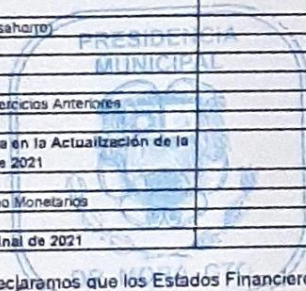 sahorro)
PRESIDENCIA
MUNICIPAL
ercicios Anteriores
a en la Actualización de la
e 2021
o Monetarios
inal de 2021
eclaramos que los Estados Financiero